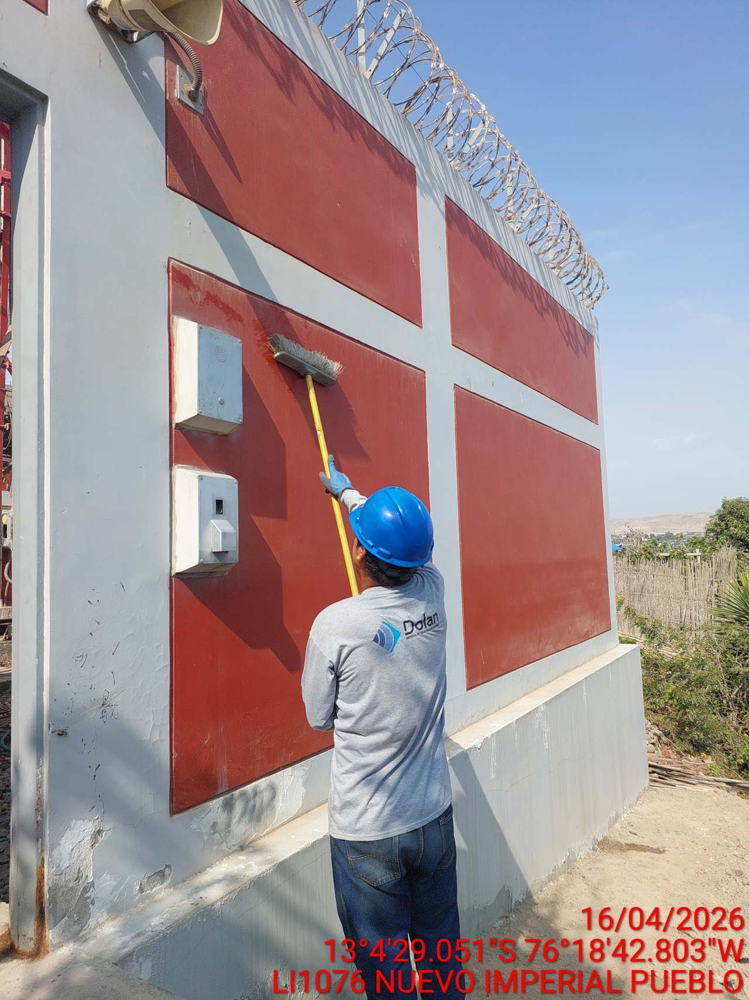 Dolan
16/04/2026
13°4'29.051"S 76°18'42.803"W
LI1076 NUEVO IMPERIAL PUEBLO